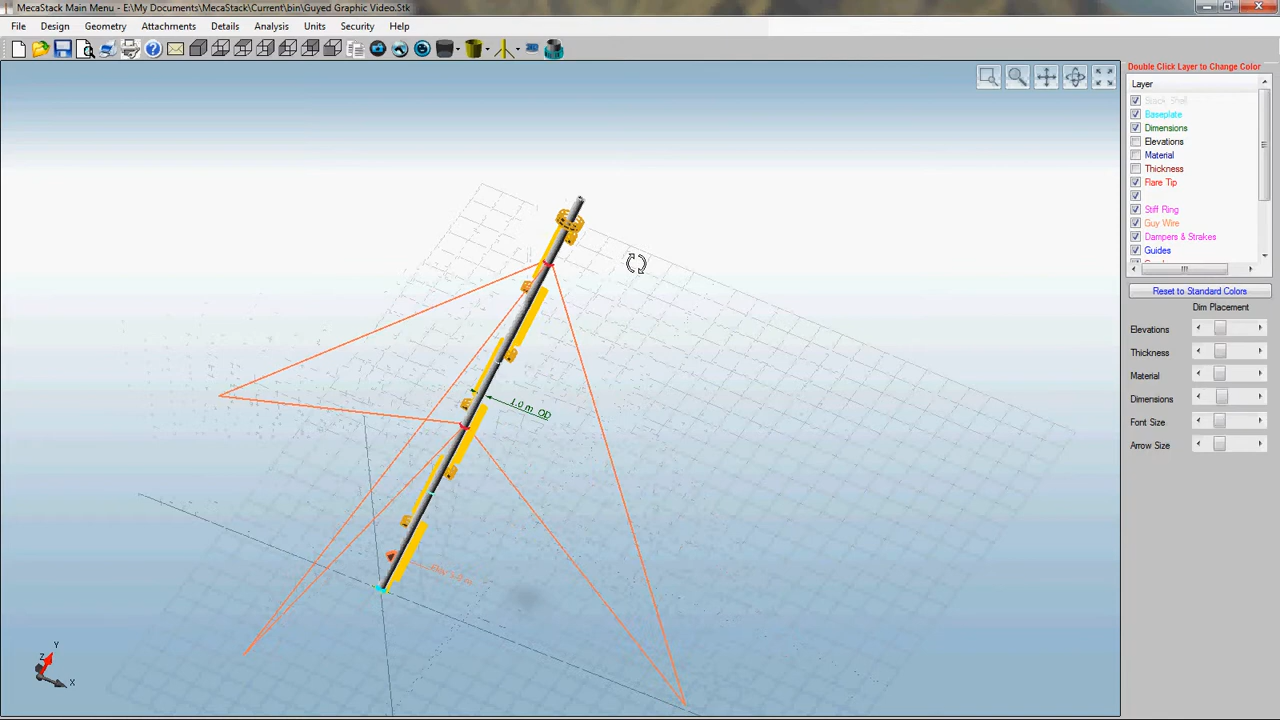 MecaStack Main Menu - E:\My Documents\MecaStack\Current\bin\Guyed Graphic Video.Stk
File Design Geometry Attachments Details Analysis Units Security Help
Double Click Layer to Change Color
Layer
Stack Shell
Baseplate
Dimensions
Elevations
Material
Thickness
Flare Tip
Stiff Ring
Guy Wire
Dampers & Strakes
Guides
Reset to Standard Colors
Dim Placement
Elevations
Thickness
Material
Dimensions
Font Size
Arrow Size
1.0 m OD
Y
Z
X